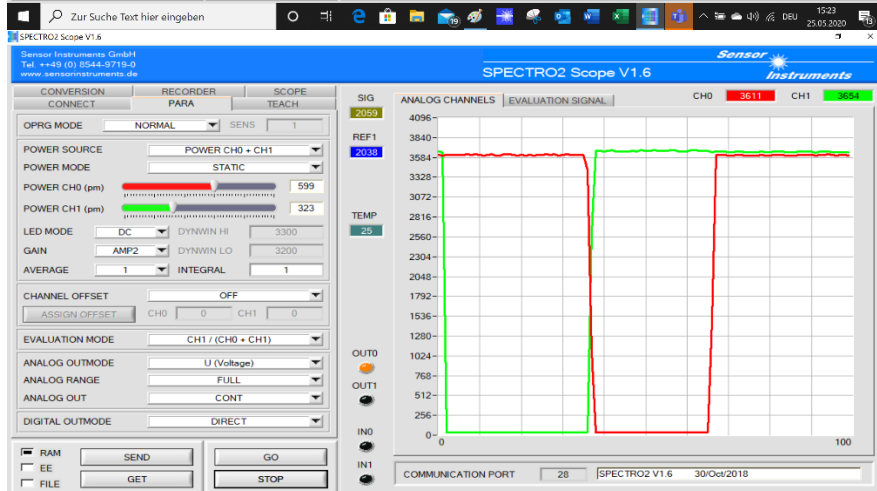 Zur Suche Text hier eingeben
19
DEU
15:23
25.05.2020
13
SPECTRO2 Scope V1.6
Sensor Instruments GmbH
Tel. ++49 (0) 8544-9719-0
www.sensorinstruments.de
SPECTRO2 Scope V1.6
Sensor
Instruments
CONVERSION RECORDER SCOPE
CONNECT PARA TEACH
OPRG MODE NORMAL SENS 1
POWER SOURCE POWER CH0 + CH1
POWER MODE STATIC
POWER CH0 (pm) 599
POWER CH1 (pm) 323
LED MODE DC DYNWIN HI 3300
GAIN AMP2 DYNWIN LO 3200
AVERAGE 1 INTEGRAL 1
CHANNEL OFFSET OFF
ASSIGN OFFSET CH0 0 CH1 0
EVALUATION MODE CH1 / (CH0 + CH1)
ANALOG OUTMODE U (Voltage)
ANALOG RANGE FULL
ANALOG OUT CONT
DIGITAL OUTMODE DIRECT
RAM
EE
FILE
SEND GO
GET STOP
SIG
2059
REF1
2038
TEMP
25
OUT0
OUT1
IN0
IN1
ANALOG CHANNELS EVALUATION SIGNAL
CH0 3611 CH1 3654
4096
3840
3584
3328
3072
2816
2560
2304
2048
1792
1536
1280
1024
768
512
256
0
0 100
COMMUNICATION PORT 28 SPECTRO2 V1.6 30/Oct/2018